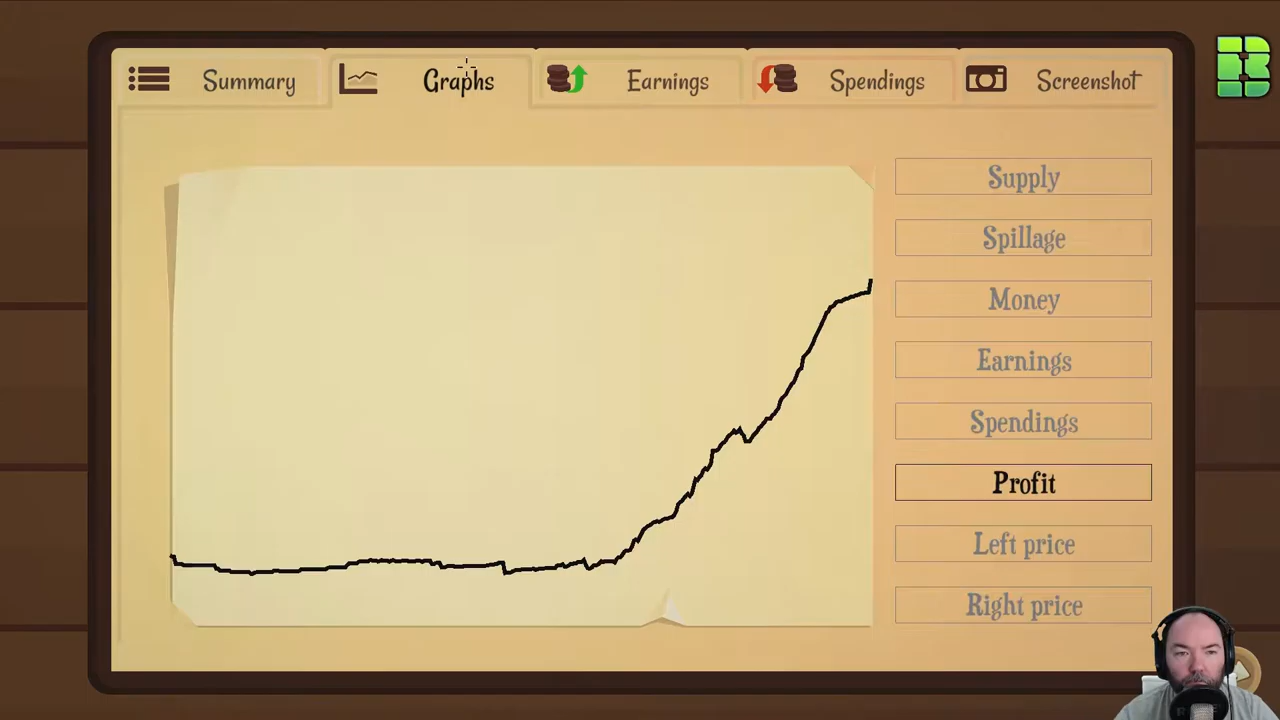 Summary
Graphs
Earnings
Spendings
Screenshot
Supply
Spillage
Money
Earnings
Spendings
Profit
Left price
Right price